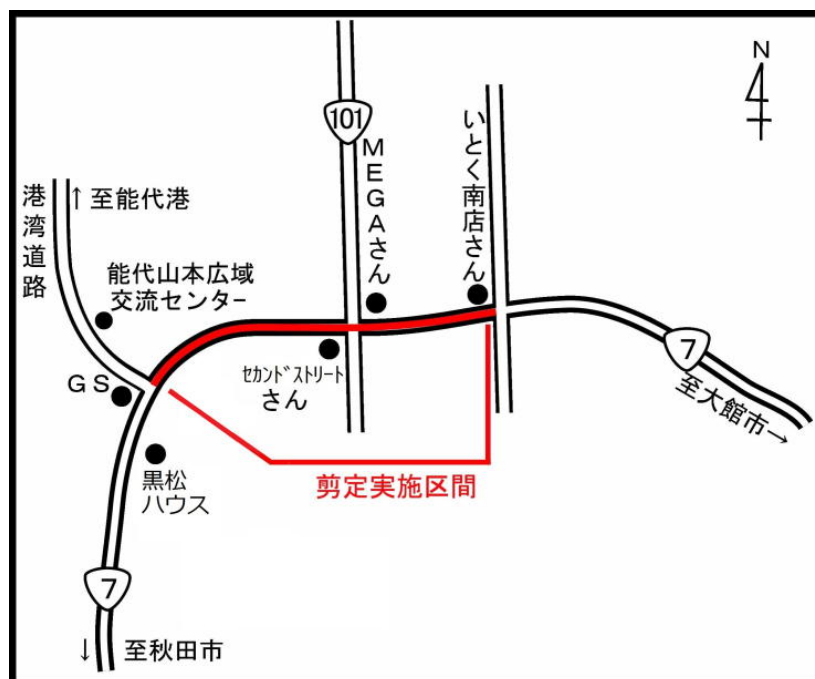 N
101
MEGAさん
いとく南店さん
港湾道路
↑至能代港
能代山本広域
交流センター
7
至大館市→
GS
セカンドストリート
さん
剪定実施区間
黒松
ハウス
7
↓至秋田市